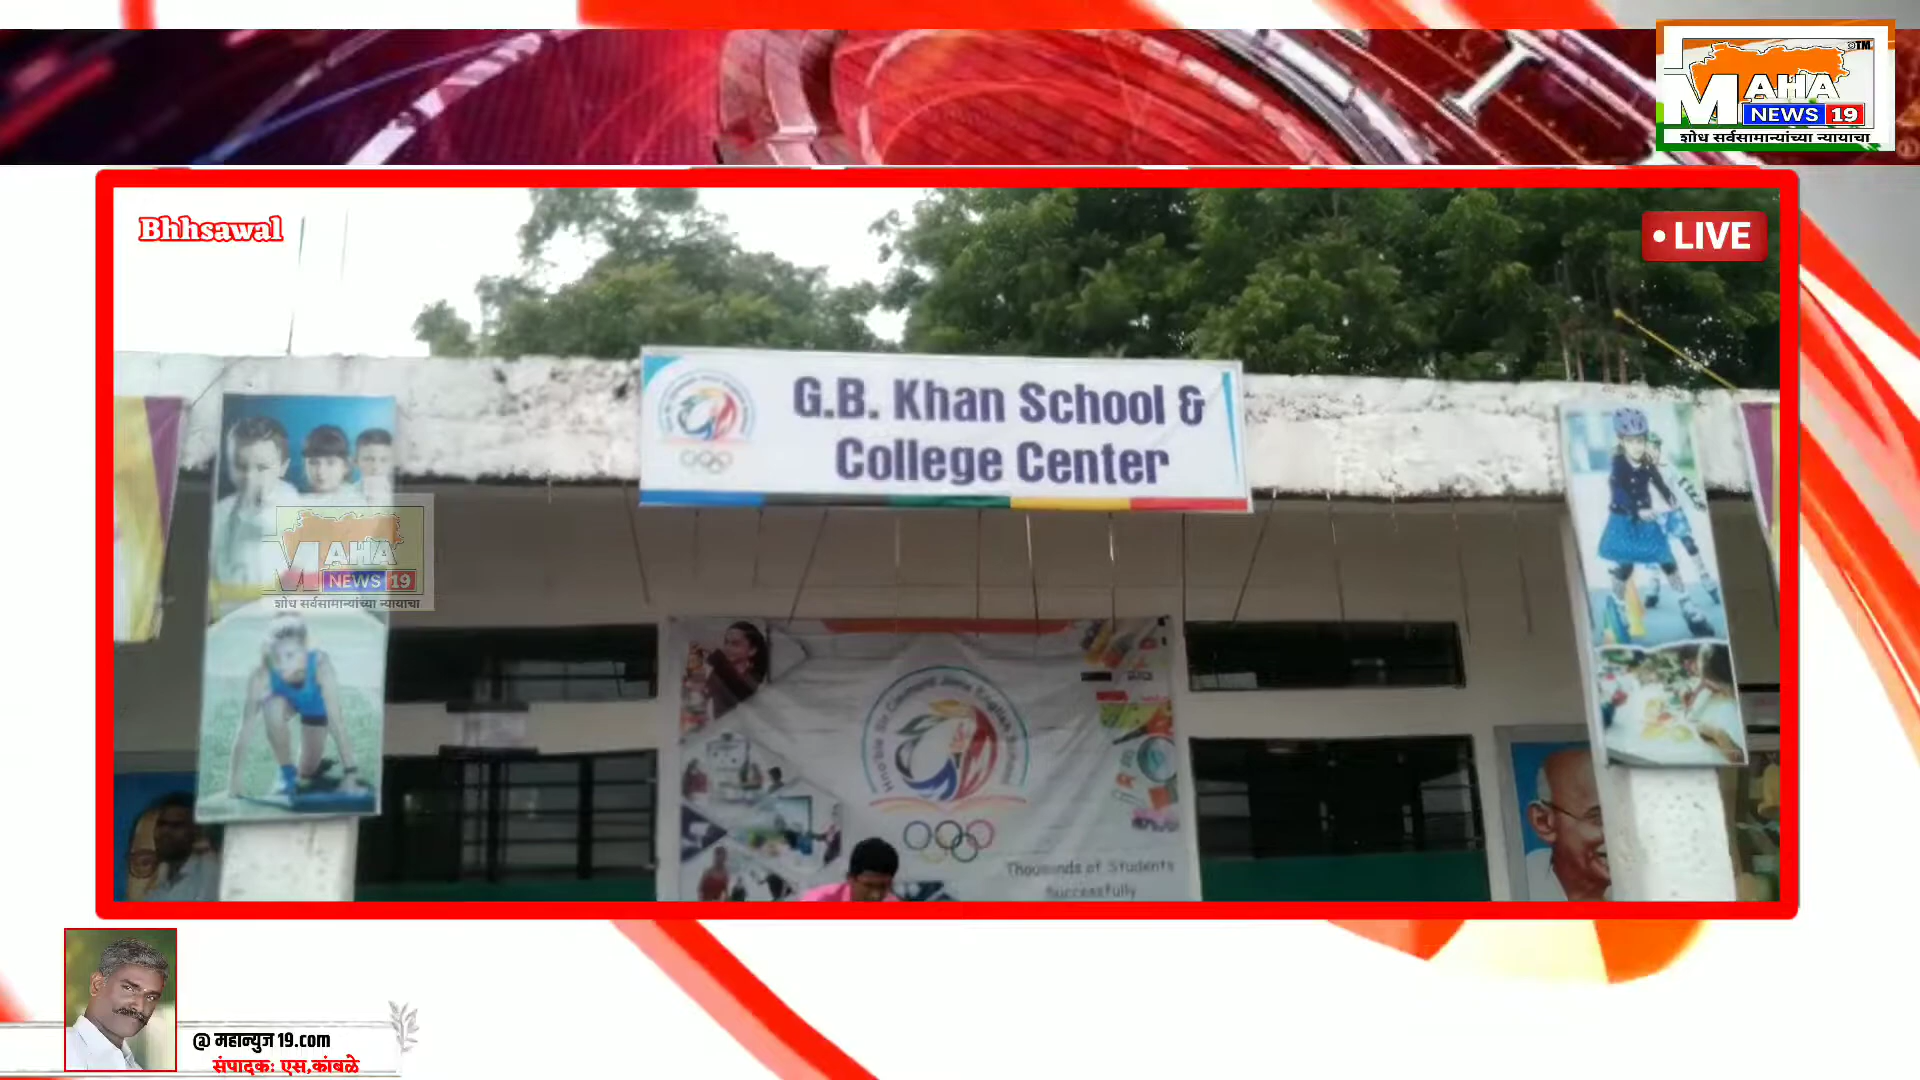 ©TM
MAHA
NEWS 19
शोध सर्वसामान्यांच्या न्यायाचा
Bhhsawal
• LIVE
G.B. Khan School &
College Center
MAHA
NEWS 19
शोध सर्वसामान्यांच्या न्यायाचा
Thousands of Students
Successfully
@ महान्युज 19.com
संपादकः एस,कांबळे